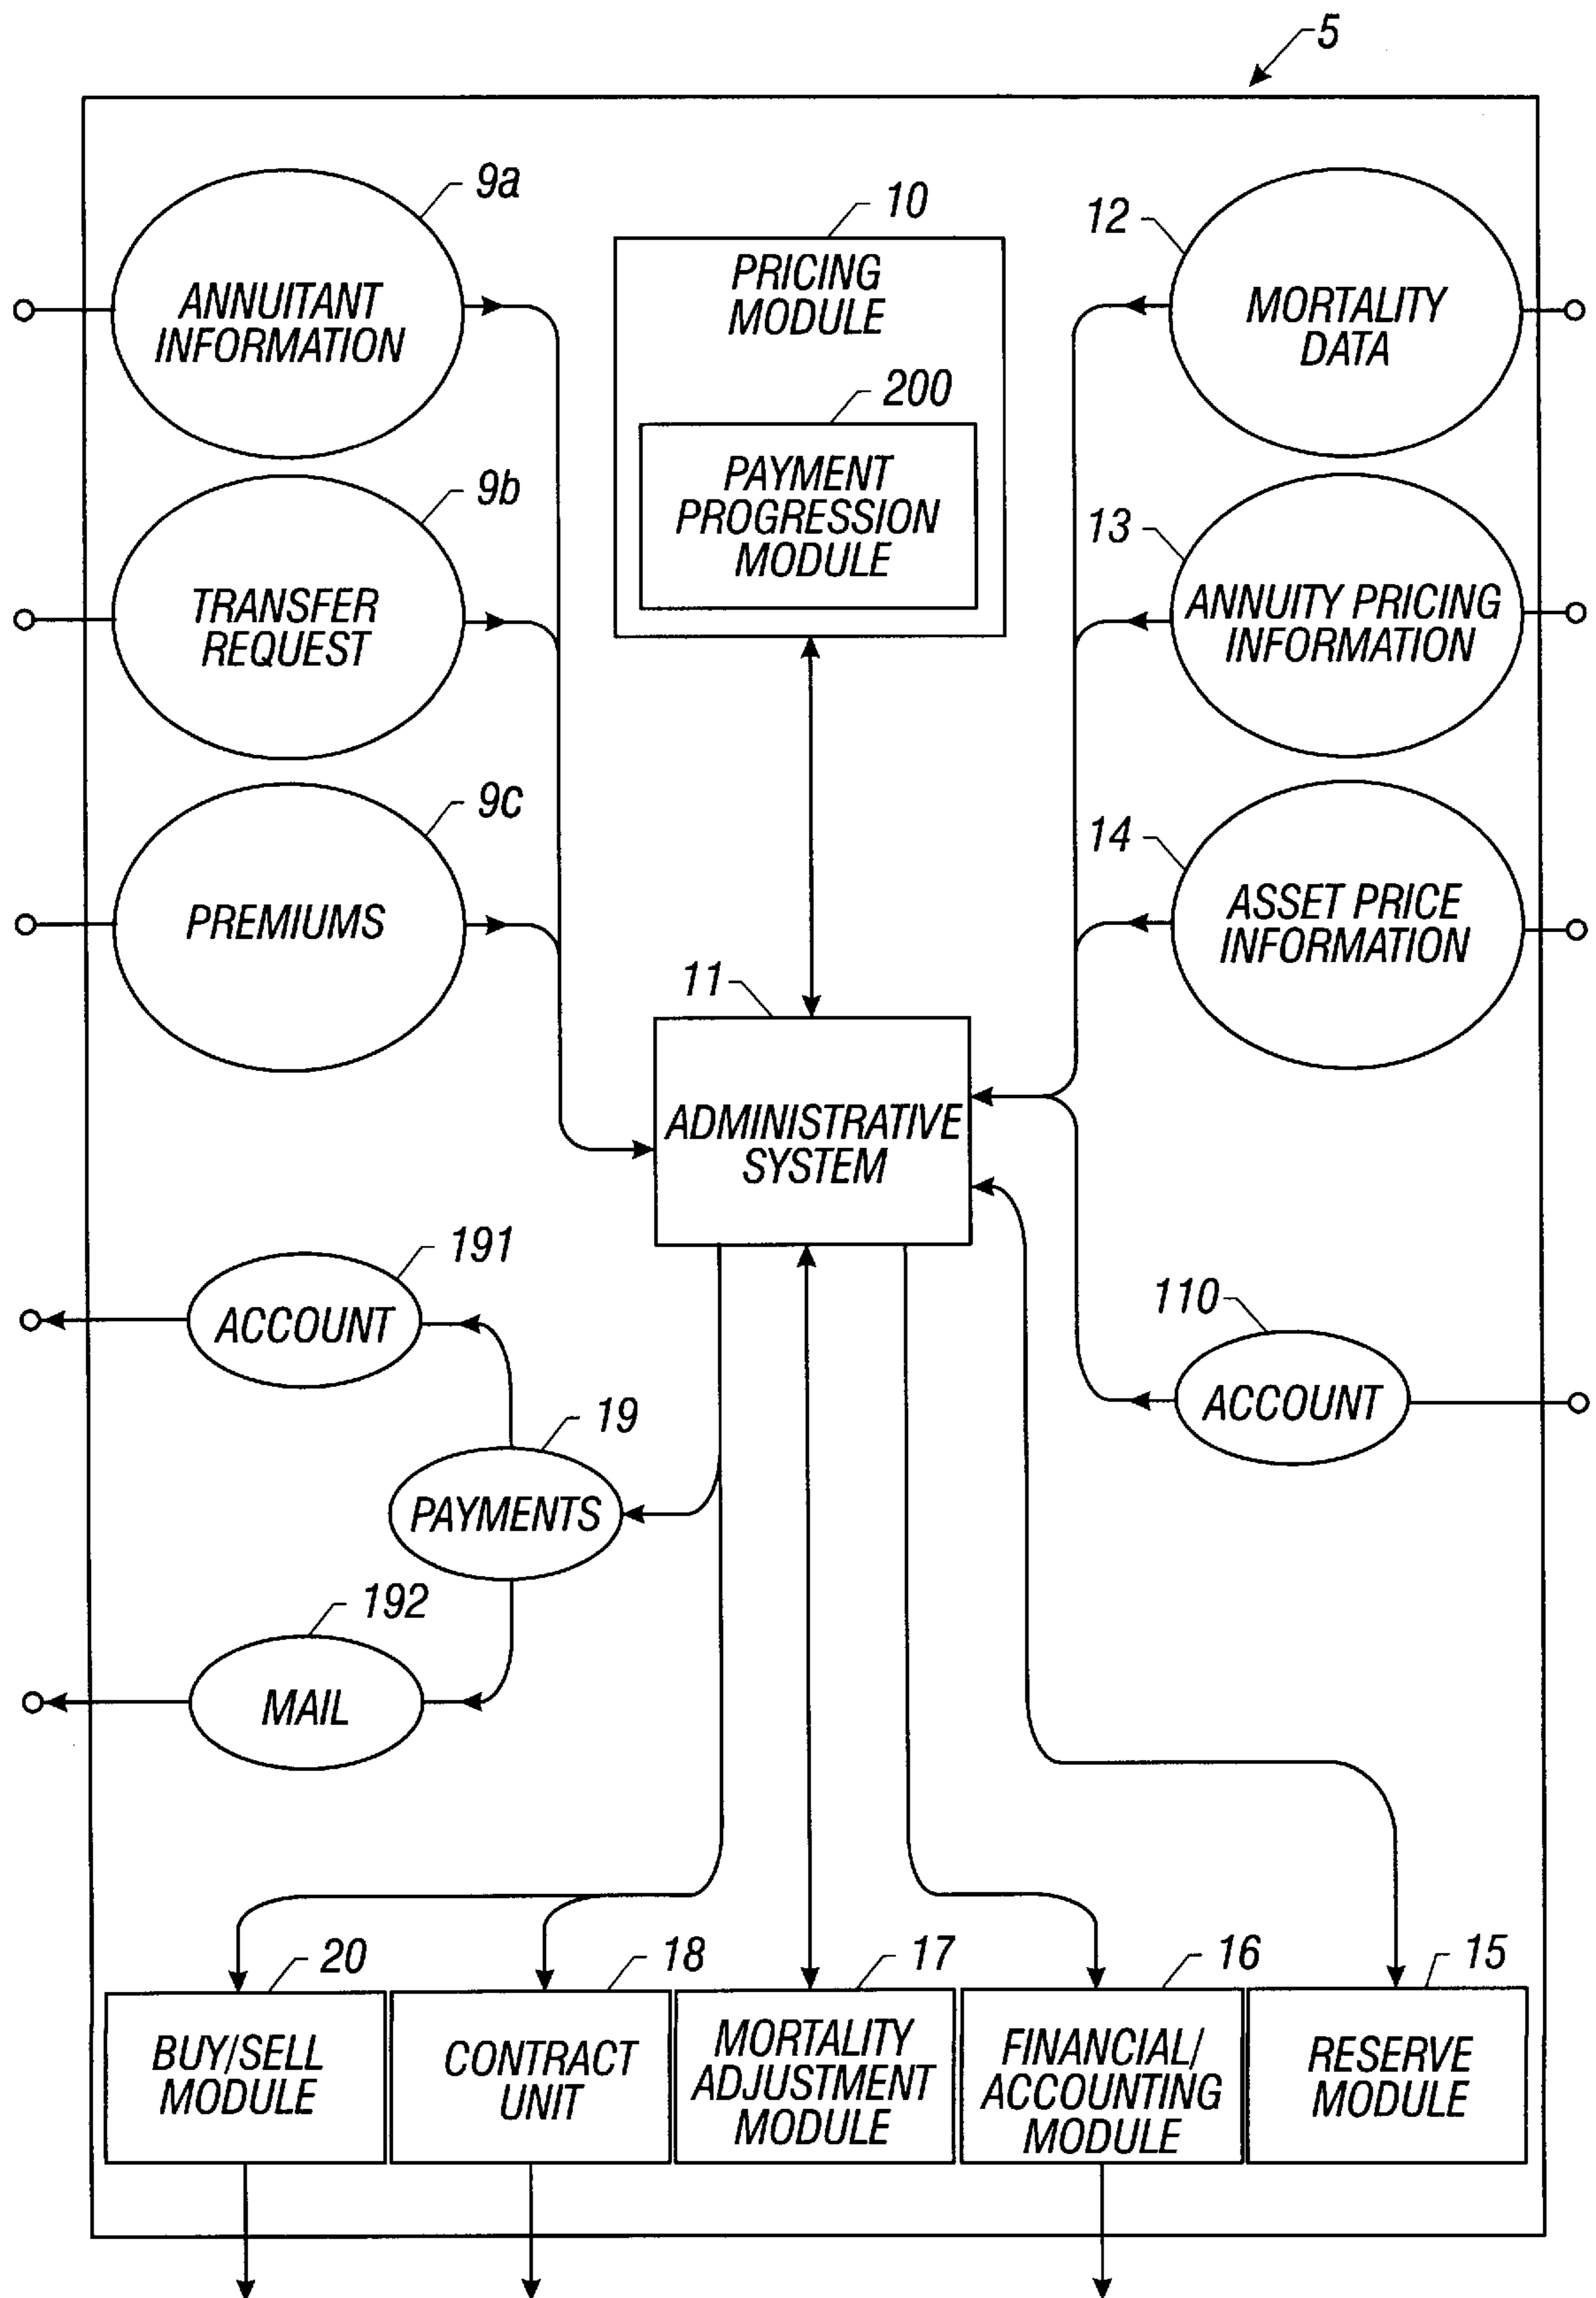 5
9a
ANNUITANT
INFORMATION
10
PRICING
MODULE
200
PAYMENT
PROGRESSION
MODULE
12
MORTALITY
DATA
9b
TRANSFER
REQUEST
13
ANNUITY PRICING
INFORMATION
9c
PREMIUMS
14
ASSET PRICE
INFORMATION
11
ADMINISTRATIVE
SYSTEM
191
ACCOUNT
110
ACCOUNT
19
PAYMENTS
192
MAIL
20
BUY/SELL
MODULE
18
CONTRACT
UNIT
17
MORTALITY
ADJUSTMENT
MODULE
16
FINANCIAL/
ACCOUNTING
MODULE
15
RESERVE
MODULE